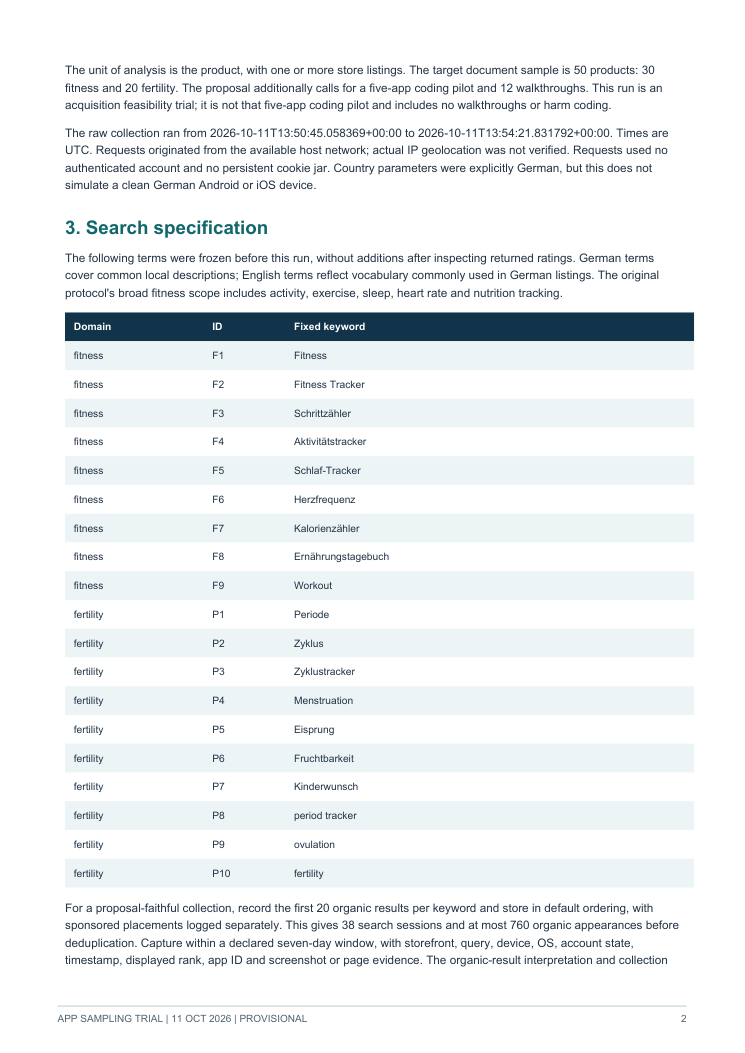 The unit of analysis is the product, with one or more store listings. The target document sample is 50 products: 30
fitness and 20 fertility. The proposal additionally calls for a five-app coding pilot and 12 walkthroughs. This run is an
acquisition feasibility trial; it is not that five-app coding pilot and includes no walkthroughs or harm coding.
The raw collection ran from 2026-10-11T13:50:45.058369+00:00 to 2026-10-11T13:54:21.831792+00:00. Times are
UTC. Requests originated from the available host network; actual IP geolocation was not verified. Requests used no
authenticated account and no persistent cookie jar. Country parameters were explicitly German, but this does not
simulate a clean German Android or iOS device.
3. Search specification
The following terms were frozen before this run, without additions after inspecting returned ratings. German terms
cover common local descriptions; English terms reflect vocabulary commonly used in German listings. The original
protocol's broad fitness scope includes activity, exercise, sleep, heart rate and nutrition tracking.
Domain ID Fixed keyword
fitness F1 Fitness
fitness F2 Fitness Tracker
fitness F3 Schrittzähler
fitness F4 Aktivitätstracker
fitness F5 Schlaf-Tracker
fitness F6 Herzfrequenz
fitness F7 Kalorienzähler
fitness F8 Ernährungstagebuch
fitness F9 Workout
fertility P1 Periode
fertility P2 Zyklus
fertility P3 Zyklustracker
fertility P4 Menstruation
fertility P5 Eisprung
fertility P6 Fruchtbarkeit
fertility P7 Kinderwunsch
fertility P8 period tracker
fertility P9 ovulation
fertility P10 fertility
For a proposal-faithful collection, record the first 20 organic results per keyword and store in default ordering, with
sponsored placements logged separately. This gives 38 search sessions and at most 760 organic appearances before
deduplication. Capture within a declared seven-day window, with storefront, query, device, OS, account state,
timestamp, displayed rank, app ID and screenshot or page evidence. The organic-result interpretation and collection
APP SAMPLING TRIAL | 11 OCT 2026 | PROVISIONAL 2